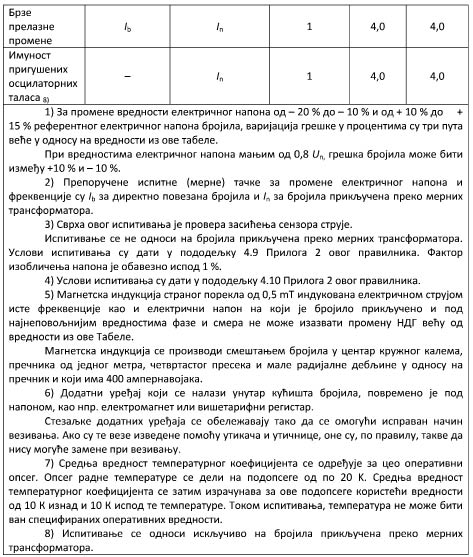 Брзе
прелазне
промене
I b
I n
1
4,0
4,0
Имуност
пригушених
осцилаторних
таласа 8)
–
I n
1
4,0
4,0
1) За промене вредности електричног напона од – 20 % до – 10 % и од + 10 % до +
15 % референтног електричног напона бројила, варијација грешке у процентима су три пута
веће у односу на вредности из ове табеле.
При вредностима електричног напона мањим од 0,8 Un, грешка бројила може бити
између +10 % и – 10 %.
2) Препоручене испитне (мерне) тачке за промене електричног напона и
фреквенције су Ib за директно повезана бројила и In за бројила прикључена преко мерних
трансформатора.
3) Сврха овог испитивања је провера засићења сензора струје.
Испитивање се не односи на бројила прикључена преко мерних трансформатора.
Услови испитивања су дати у пододељку 4.9 Прилога 2 овог правилника. Фактор
изобличења напона је обавезно испод 1 %.
4) Услови испитивања су дати у пододељку 4.10 Прилога 2 овог правилника.
5) Магнетска индукција страног порекла од 0,5 mT индукована електричном струјом
исте фреквенције као и електрични напон на који је бројило прикључено и под
најнеповољнијим вредностима фазе и смера не може изазвати промену НДГ већу од
вредности из ове Табеле.
Магнетска индукција се производи смештањем бројила у центар кружног калема,
пречника од једног метра, четвртастог пресека и мале радијалне дебљине у односу на
пречник и који има 400 ампернавојака.
6) Додатни уређај који се налази унутар кућишта бројила, повремено је под
напоном, као нпр. електромагнет или вишетарифни регистар.
Стезаљке додатних уређаја се обележавају тако да се омогући исправан начин
везивања. Ако су те везе изведене помоћу утикача и утичнице, оне су, по правилу, такве да
нису могуће замене при везивању.
7) Средња вредност температурног коефицијента се одређује за цео оперативни
опсег. Опсег радне температуре се дели на подопсеге од по 20 K. Средња вредност
температурног коефицијента се затим израчунава за ове подопсеге користећи вредности
од 10 K изнад и 10 K испод те температуре. Током испитивања, температура не може бити
ван специфираних оперативних вредности.
8) Испитивање се односи искључиво на бројила прикључена преко мерних
трансформатора.